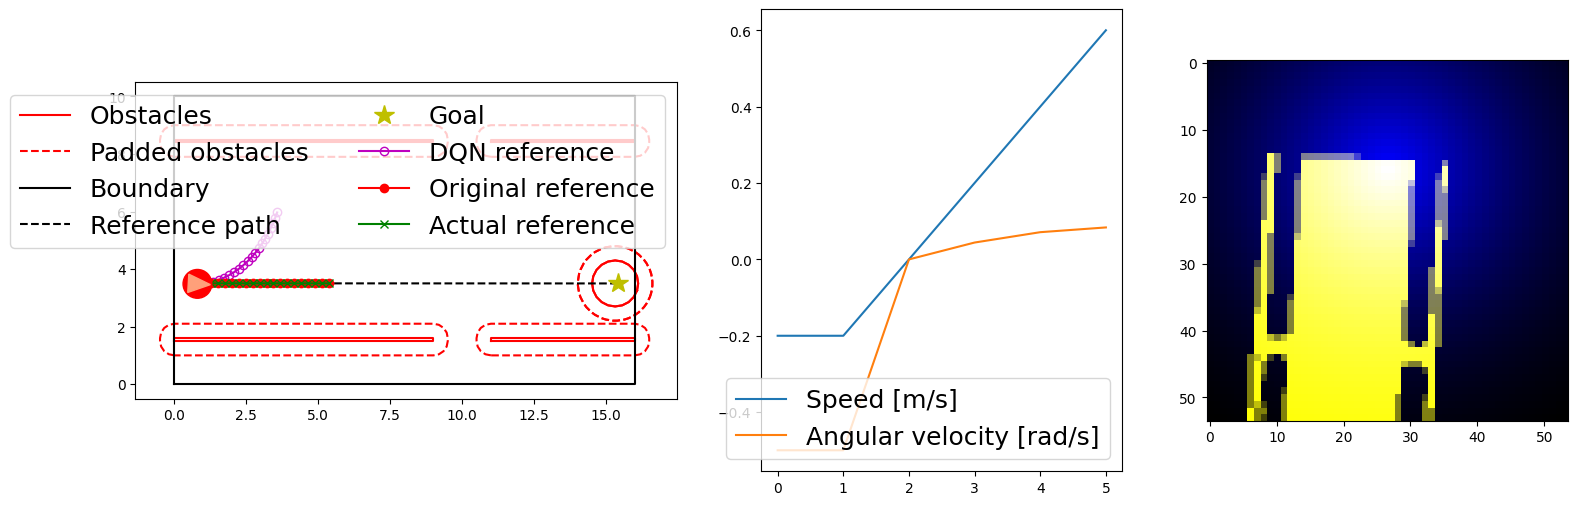 10
8
6
4
2
0
0.0 2.5 5.0 7.5 10.0 12.5 15.0
Obstacles
Padded obstacles
Boundary
Reference path
Goal
DQN reference
Original reference
Actual reference
0.6
0.4
0.2
0.0
−0.2
−0.4
0 1 2 3 4 5
Speed [m/s]
Angular velocity [rad/s]
0
10
20
30
40
50
0 10 20 30 40 50